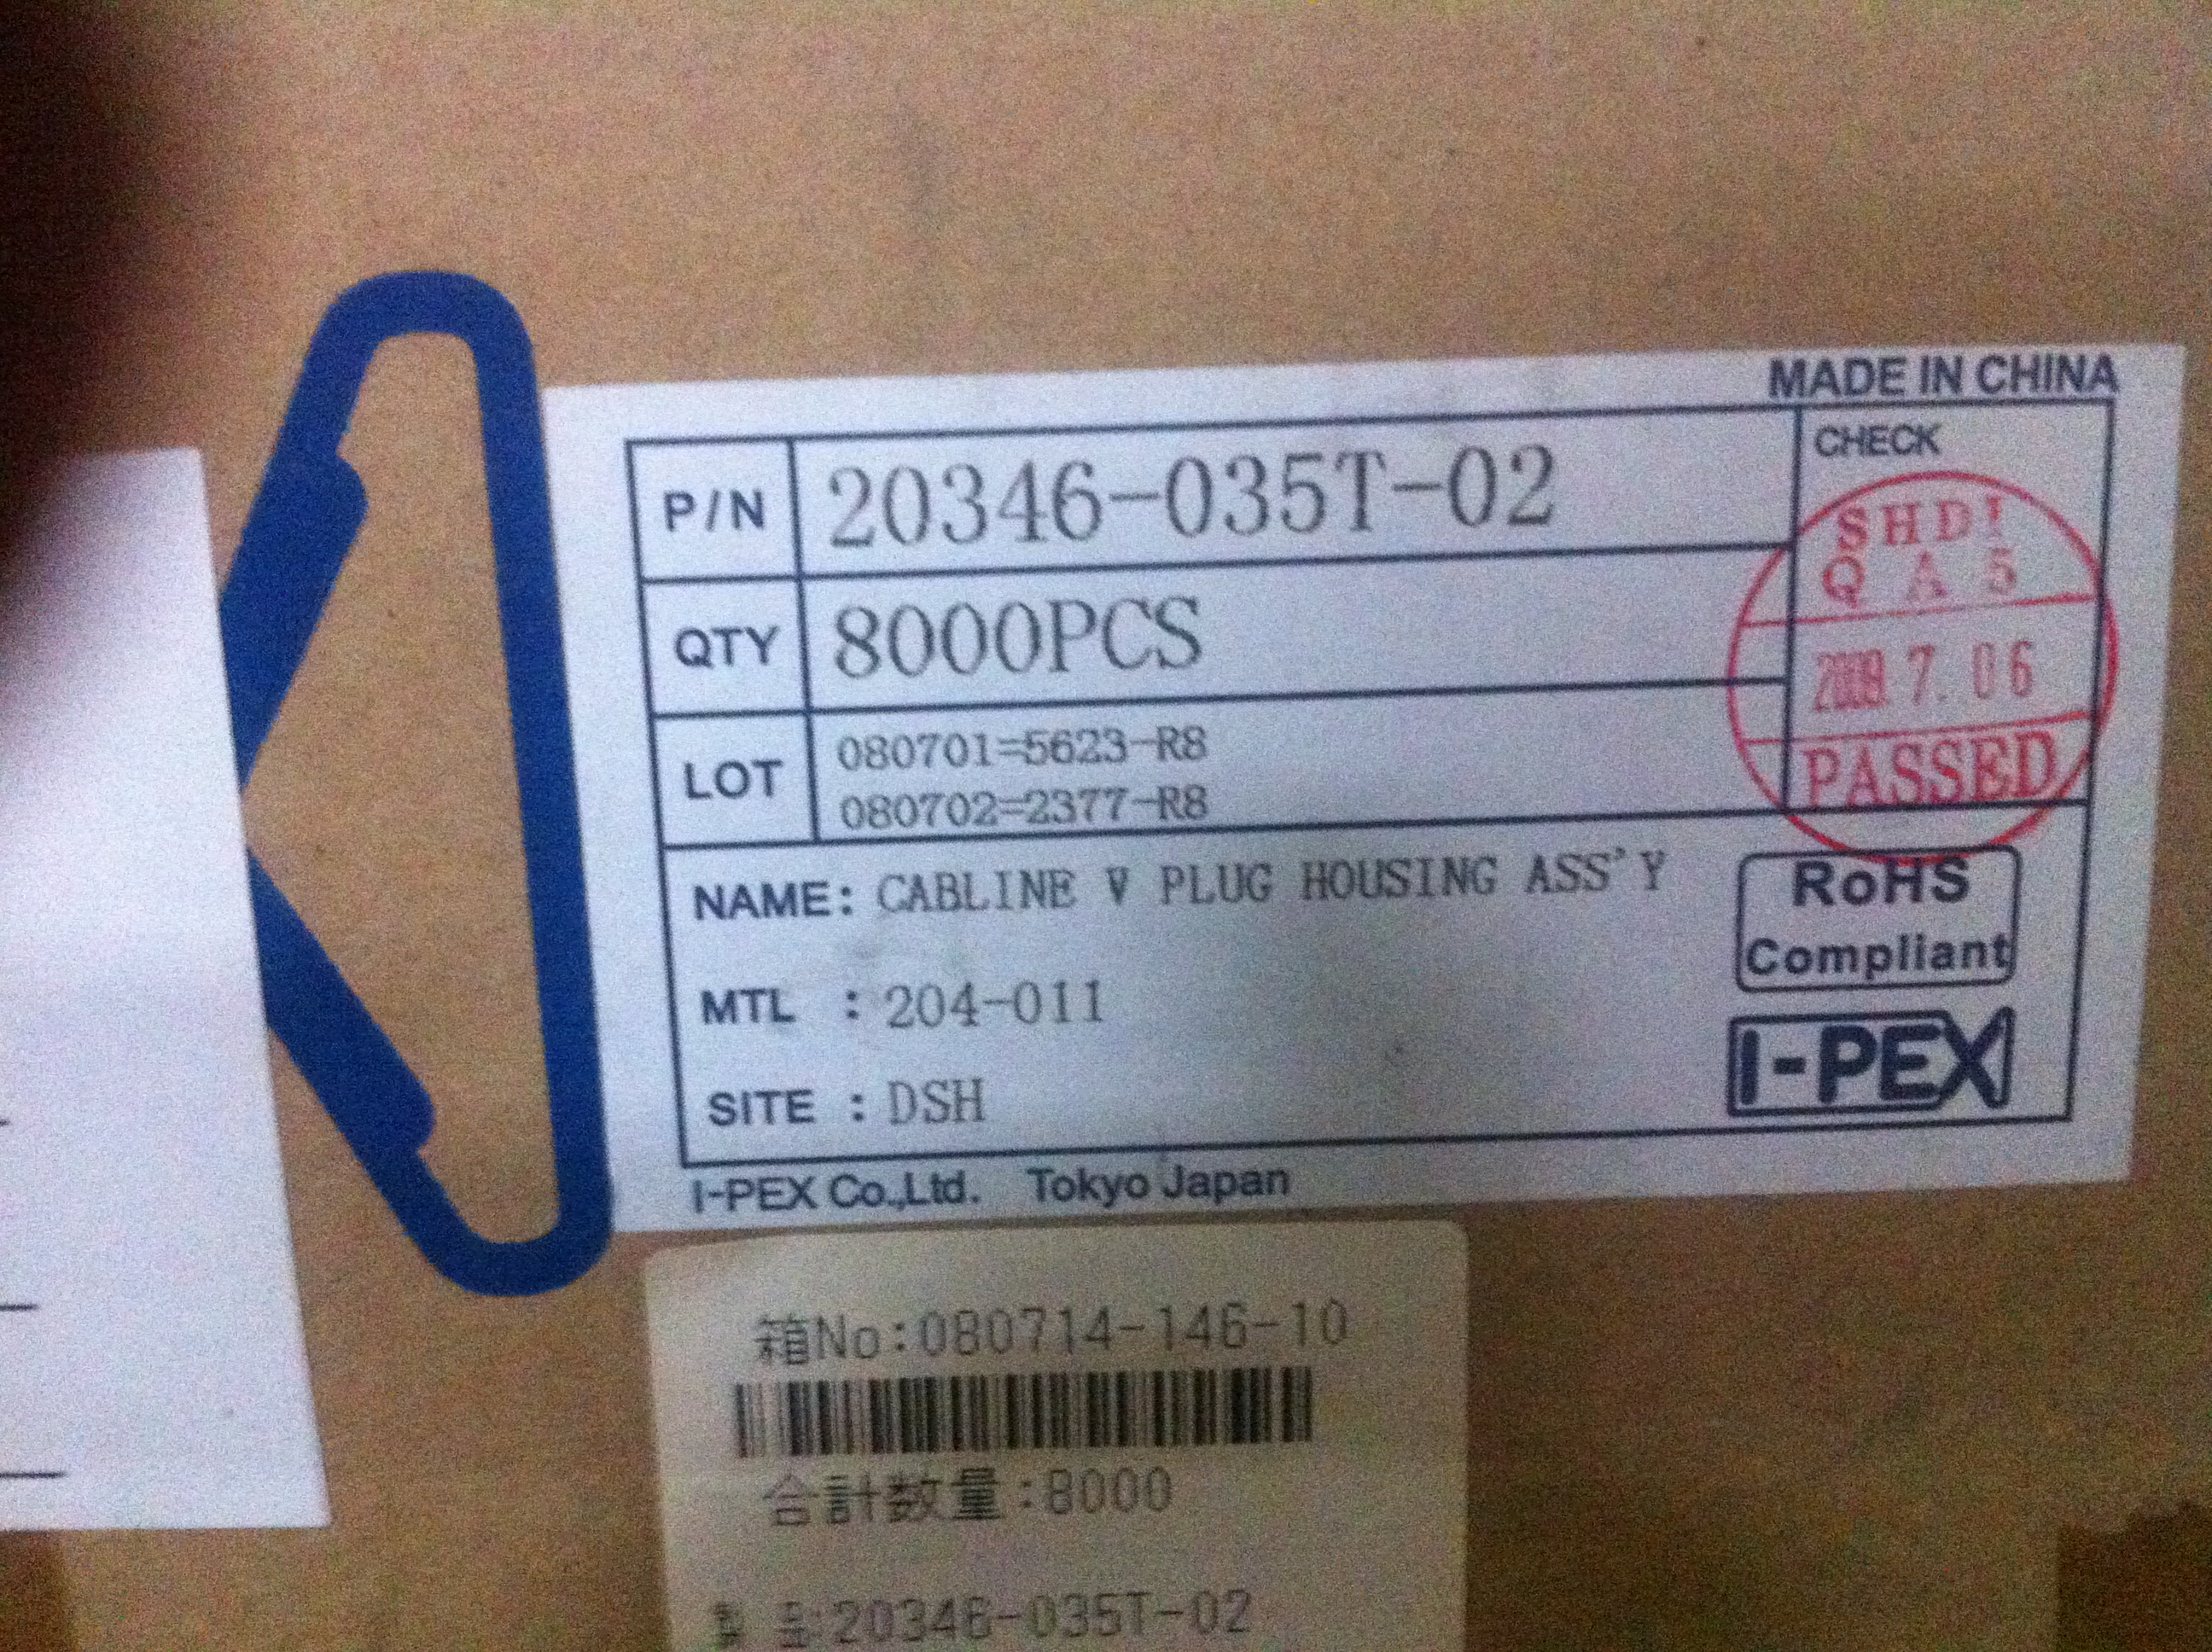 MADE IN CHINA
P/N 20346-035T-02
CHECK
SHDI
QA5
7.06
PASSED
QTY 8000PCS
LOT 080701=5623-R8
080702=2377-R8
NAME: CABLINE V PLUG HOUSING ASS'Y
RoHS
Compliant
MTL : 204-011
I-PEX
SITE : DSH
I-PEX Co.,Ltd. Tokyo Japan
箱No:080714-146-10
合計数量:8000
20346-035T-02